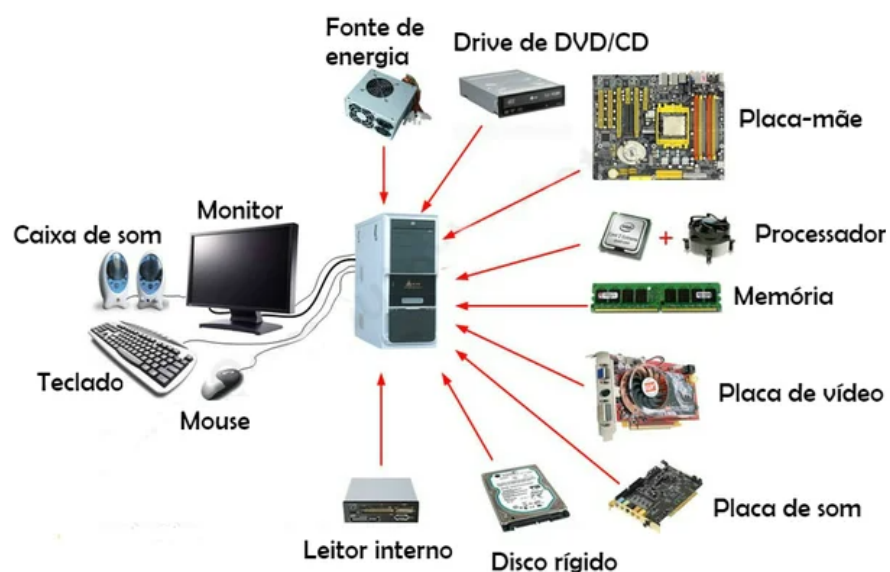 Fonte de
energia
Drive de DVD/CD
Placa-mãe
Monitor
Caixa de som
+ Processador
Memória
Teclado
Mouse
Placa de vídeo
Placa de som
Leitor interno
Disco rígido